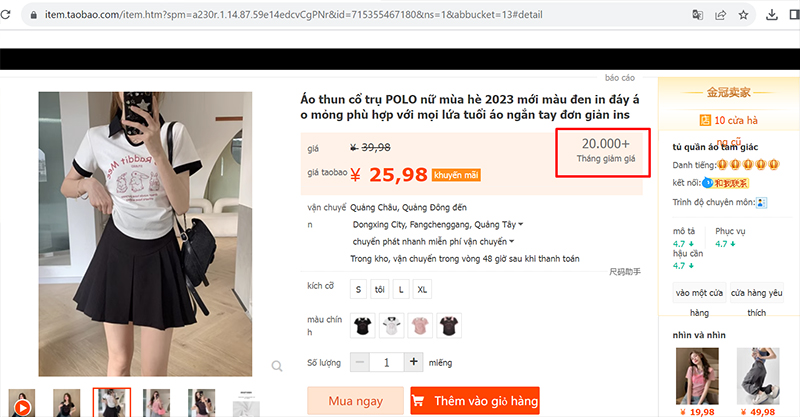 item.taobao.com/item.htm?spm=a230r.1.14.87.59e14edcvCgPNr&id=715355467180&ns=1&abbucket=13#detail
báo cáo
Áo thun cổ trụ POLO nữ mùa hè 2023 mới màu đen in đáy á
o mỏng phù hợp với mọi lứa tuổi áo ngắn tay đơn giản ins
giá ¥ 39,98
20.000+
Tháng giảm giá
giá taobao ¥ 25,98 khuyến mãi
vận chuyể
n
Quảng Châu, Quảng Đông đến
Dongxing City, Fangchenggang, Quảng Tây
chuyển phát nhanh miễn phí vận chuyển
Trong kho, vận chuyển trong vòng 48 giờ sau khi thanh toán
尺码助手
kích cỡ S tôi L XL
màu chín
h
Số lượng 1 miếng
Mua ngay
Thêm vào giỏ hàng
金冠卖家
10 cửa hà
ng cũ
tủ quần áo tam giác
Danh tiếng:
kết nối: 和我联系
Trình độ chuyên môn:
mô tả Phục vụ
4.7 4.7
hậu cần
4.7
vào một cửa
hàng
cửa hàng yêu
thích
nhìn và nhìn
¥ 19,98 ¥ 49,98